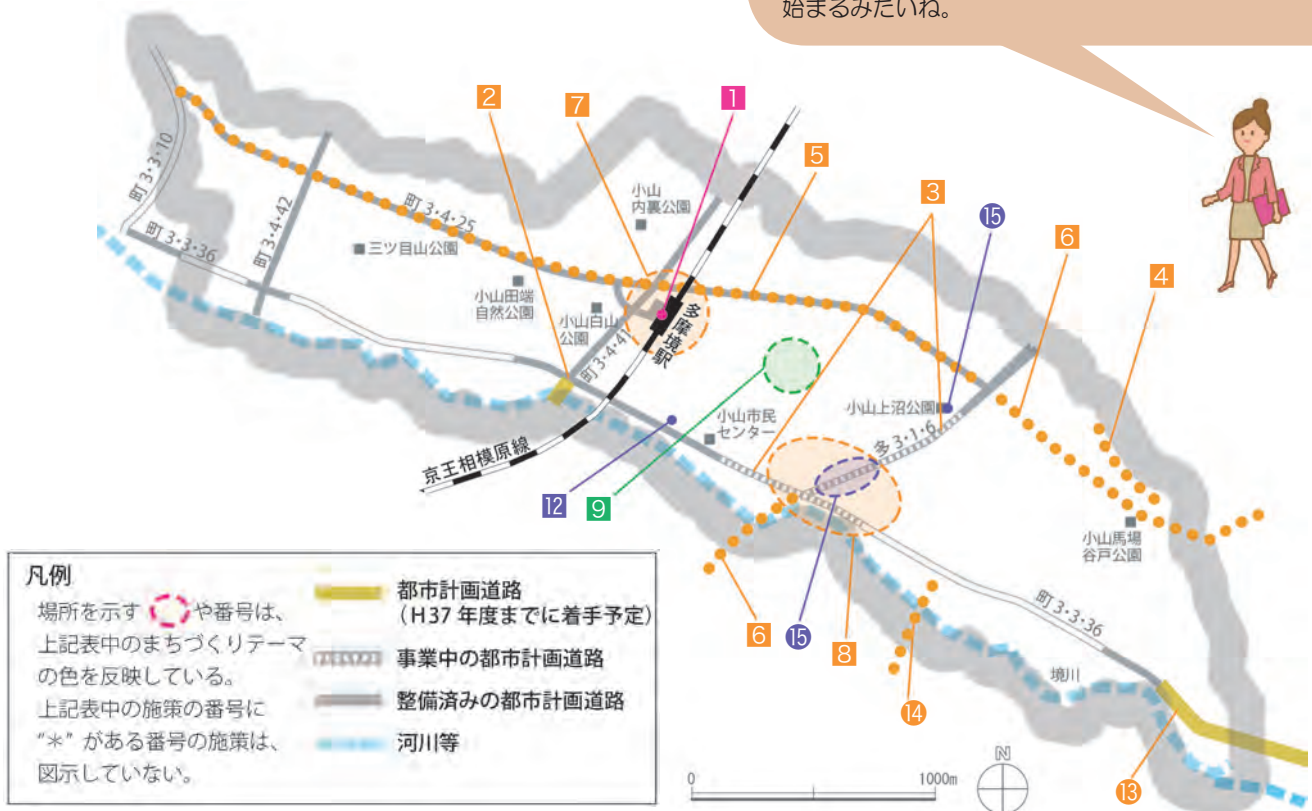 始まるみたいね。
2
7
1
5
3
15
6
4
町3・3・10
町3・4・42
町3・4・25
町3・3・36
小山
内裏公園
三ツ目山公園
小山田端
自然公園
小山白山
公園
町3・4・41
多摩境駅
小山上沼公園
多3・1・6
小山市民
センター
京王相模原線
12
9
小山馬場
谷戸公園
6
15
8
町3・3・36
境川
14
13
凡例
場所を示す や番号は、
上記表中のまちづくりテーマ
の色を反映している。
上記表中の施策の番号に
“*” がある番号の施策は、
図示していない。
都市計画道路
(H37年度までに着手予定)
事業中の都市計画道路
整備済みの都市計画道路
河川等
0 1000m
N